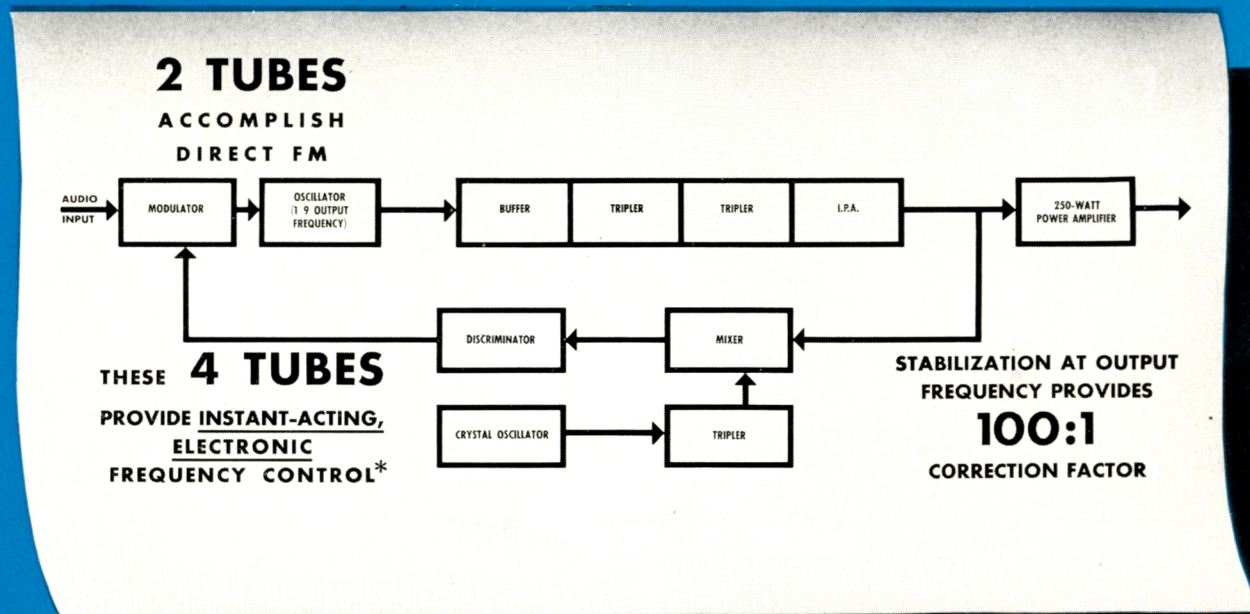 2 TUBES
ACCOMPLISH
DIRECT FM
AUDIO
INPUT
MODULATOR
OSCILLATOR
(1 9 OUTPUT
FREQUENCY)
BUFFER
TRIPLER
TRIPLER
I.P.A.
250-WATT
POWER AMPLIFIER
DISCRIMINATOR
MIXER
THESE 4 TUBES
PROVIDE INSTANT-ACTING,
ELECTRONIC
FREQUENCY CONTROL*
CRYSTAL OSCILLATOR
TRIPLER
STABILIZATION AT OUTPUT
FREQUENCY PROVIDES
100:1
CORRECTION FACTOR